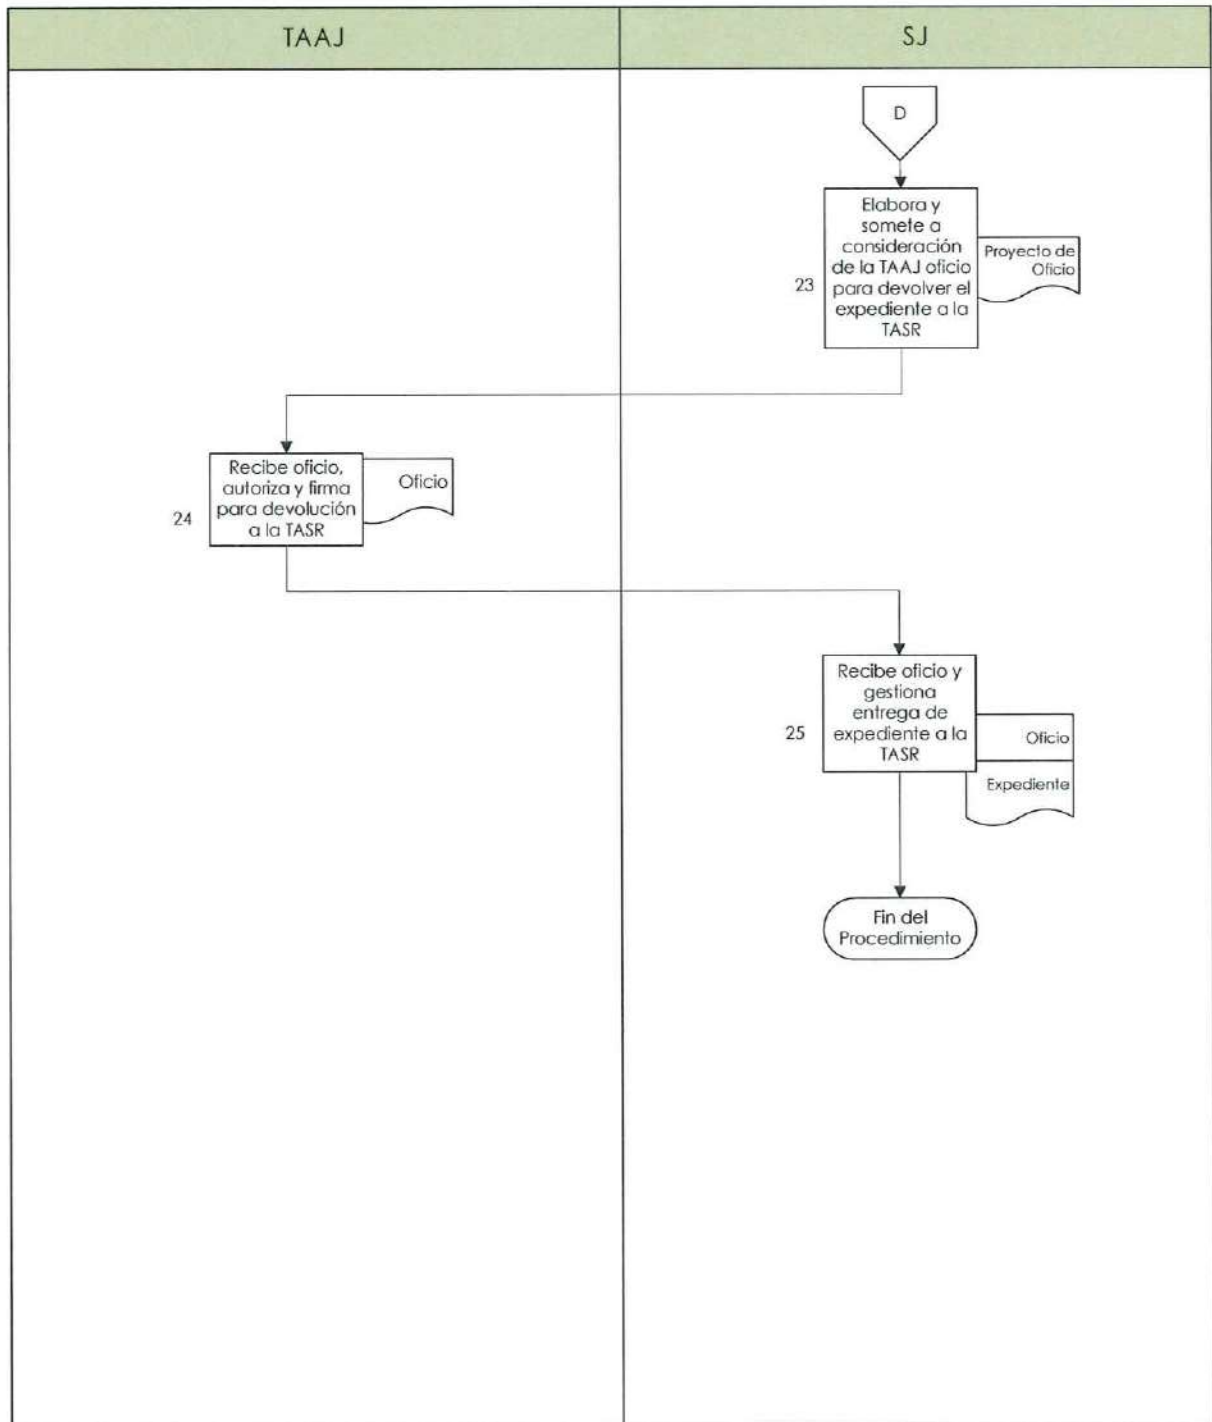 TAAJ
SJ
D
Elabora y
somete a
consideración
de la TAAJ oficio
para devolver el
expediente a la
TASR
23
Proyecto de
Oficio
Recibe oficio,
autoriza y firma
para devolución
a la TASR
24
Oficio
Recibe oficio y
gestiona
entrega de
expediente a la
TASR
25
Oficio
Expediente
Fin del
Procedimiento